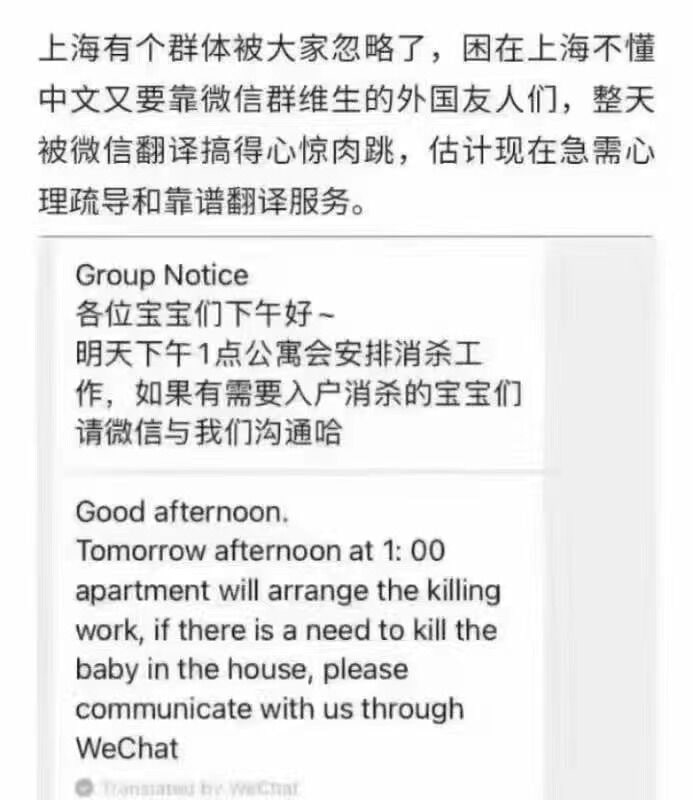 上海有个群体被大家忽略了，困在上海不懂
中文又要靠微信群维生的外国友人们，整天
被微信翻译搞得心惊肉跳，估计现在急需心
理疏导和靠谱翻译服务。
Group Notice
各位宝宝们下午好~
明天下午1点公寓会安排消杀工
作，如果有需要入户消杀的宝宝们
请微信与我们沟通哈
Good afternoon.
Tomorrow afternoon at 1: 00
apartment will arrange the killing
work, if there is a need to kill the
baby in the house, please
communicate with us through
WeChat
Translated by WeChat